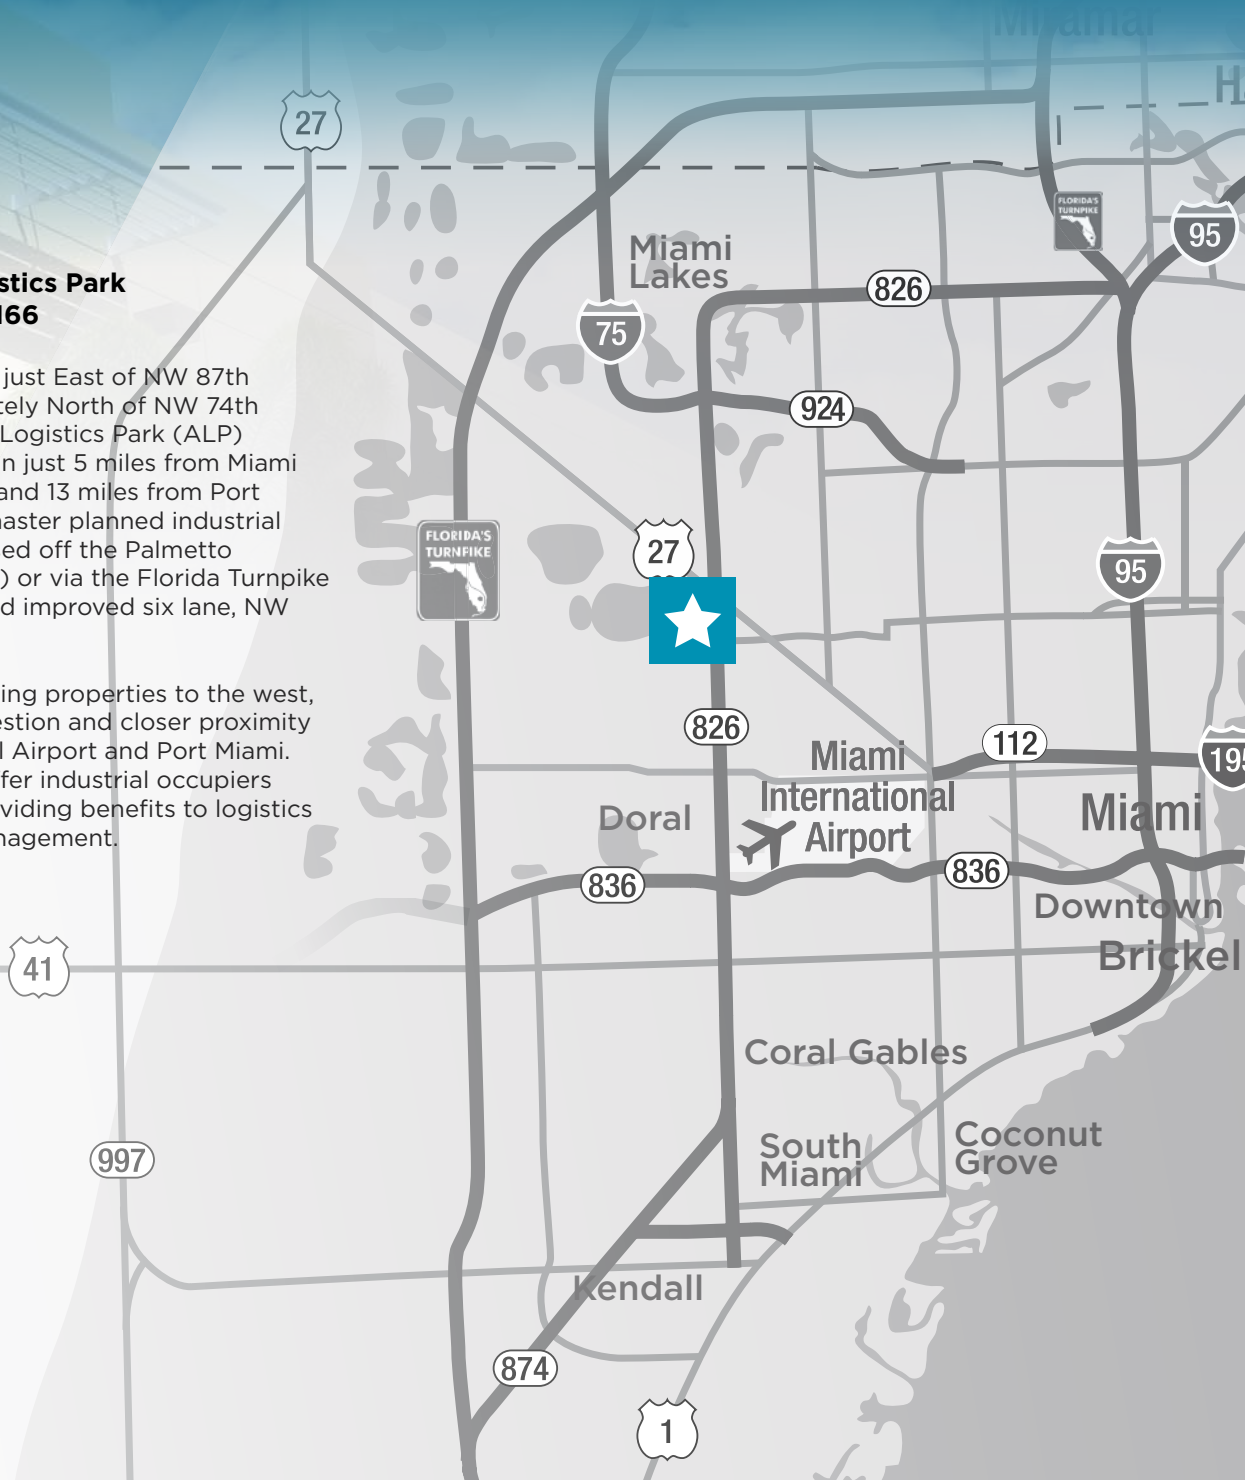 Miramar
H
27
FLORIDA'S
TURNPIKE
95
stics Park
166
Miami
Lakes
826
75
just East of NW 87th
tely North of NW 74th
Logistics Park (ALP)
n just 5 miles from Miami
and 13 miles from Port
naster planned industrial
sed off the Palmetto
) or via the Florida Turnpike
d improved six lane, NW
924
27
FLORIDA'S
TURNPIKE
95
ing properties to the west,
estion and closer proximity
l Airport and Port Miami.
fer industrial occupiers
viding benefits to logistics
nagement.
826
112
195
Miami
International
Airport
Doral
Miami
836
836
Downtown
Brickel
41
Coral Gables
997
South
Miami
Coconut
Grove
Kendall
874
1